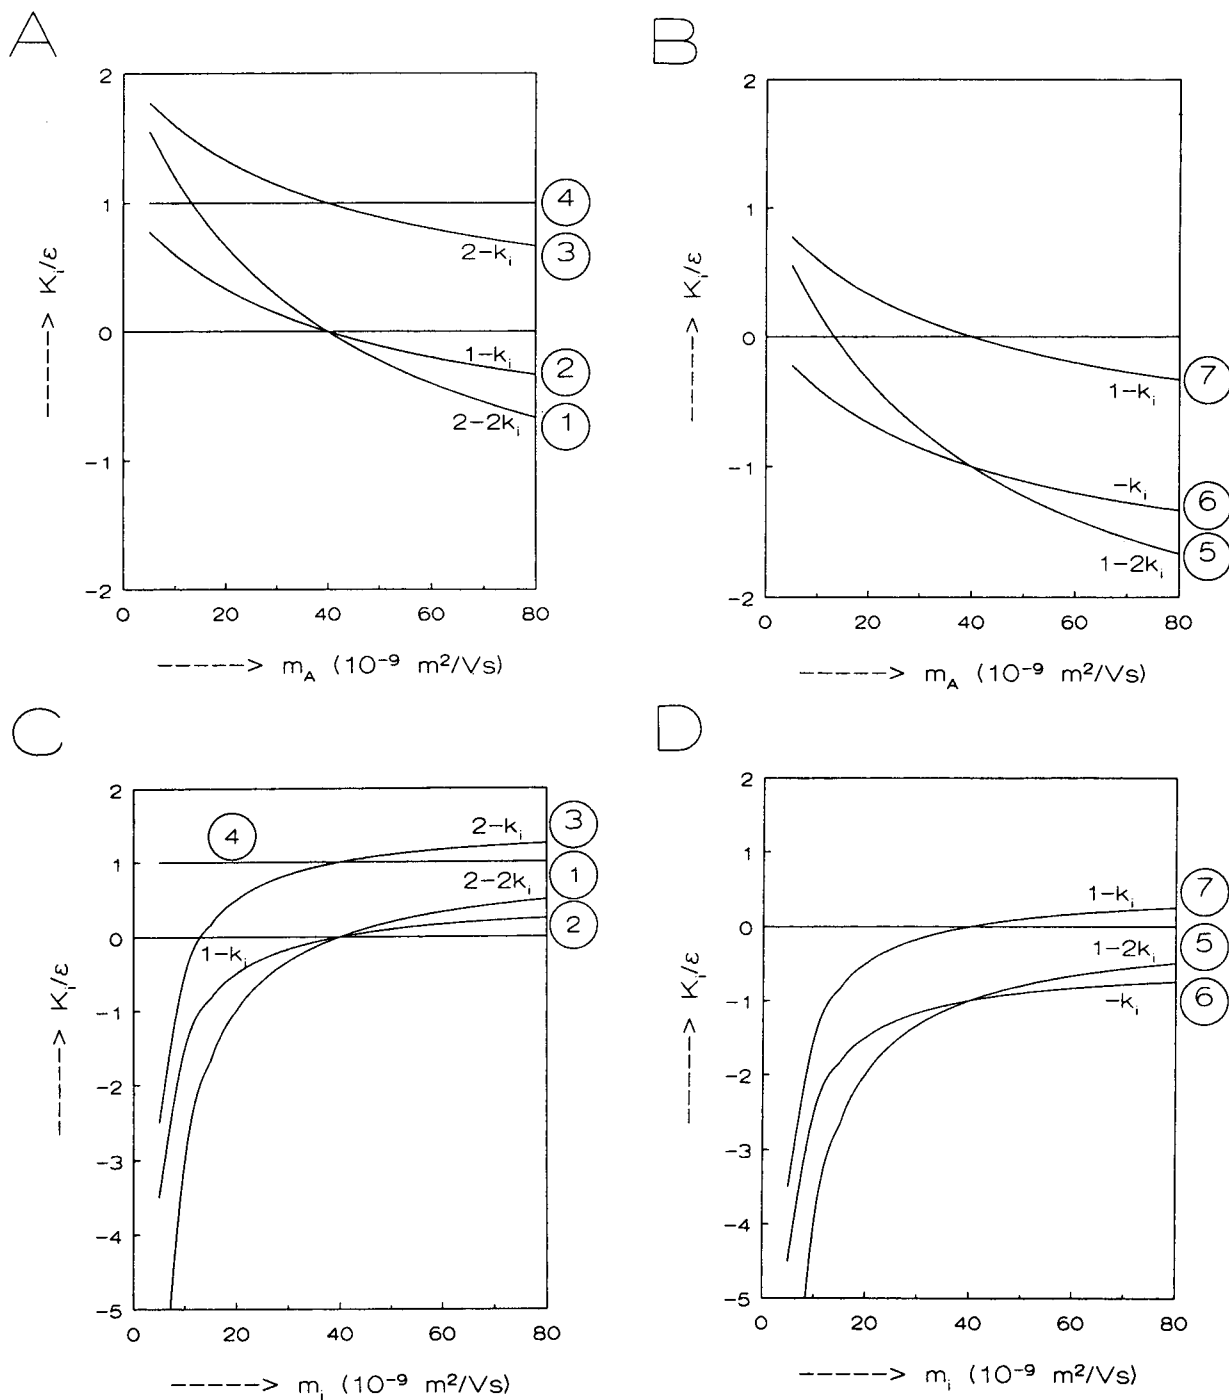 A
2
1
0
-1
-2
0 20 40 60 80
-----> K_i/ε
-----> m_A (10⁻⁹ m²/Vs)
4
2-k_i 3
1-k_i 2
2-2k_i 1
B
2
1
0
-1
-2
0 20 40 60 80
-----> K_i/ε
-----> m_A (10⁻⁹ m²/Vs)
1-k_i 7
-k_i 6
1-2k_i 5
C
2
1
0
-1
-2
-3
-4
-5
0 20 40 60 80
-----> K_i/ε
-----> m_i (10⁻⁹ m²/Vs)
4
2-k_i 3
2-2k_i 1
1-k_i 2
D
2
1
0
-1
-2
-3
-4
-5
0 20 40 60 80
-----> K_i/ε
-----> m_i (10⁻⁹ m²/Vs)
1-k_i 7
1-2k_i 5
-k_i 6